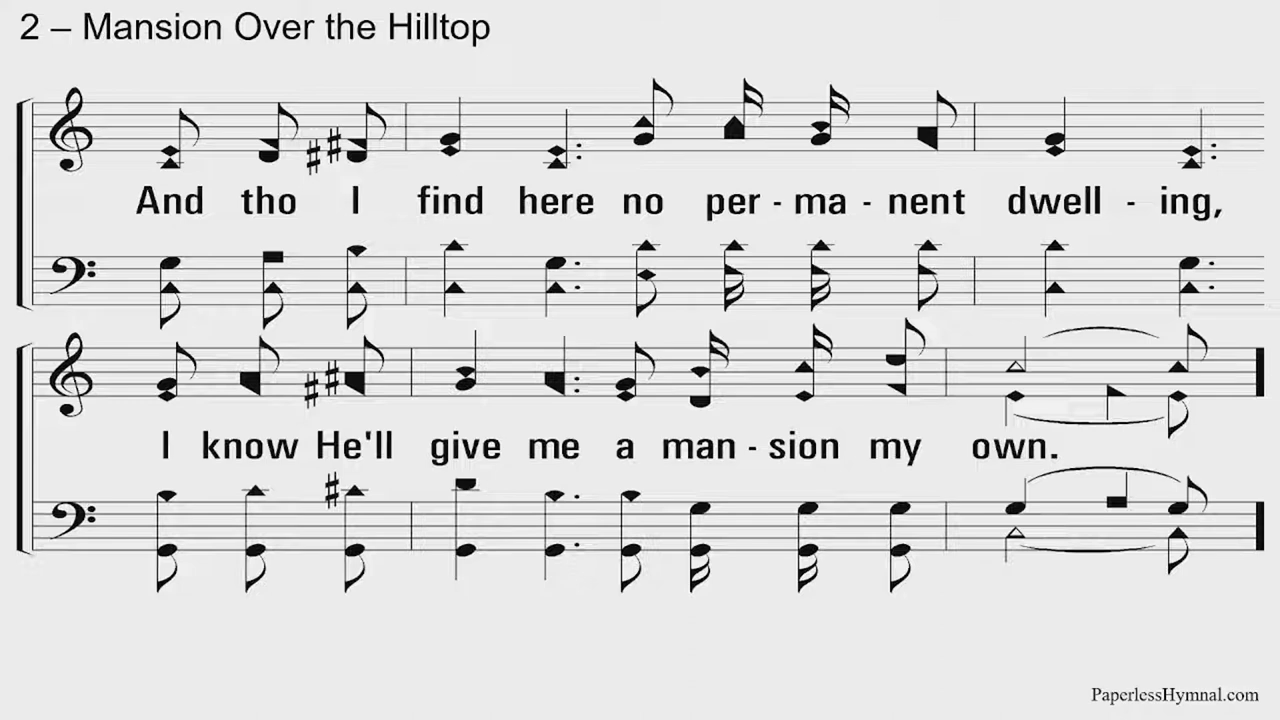 2 – Mansion Over the Hilltop
And tho I find here no per - ma - nent dwell - ing,
I know He'll give me a man - sion my own.
PaperlessHymnal.com